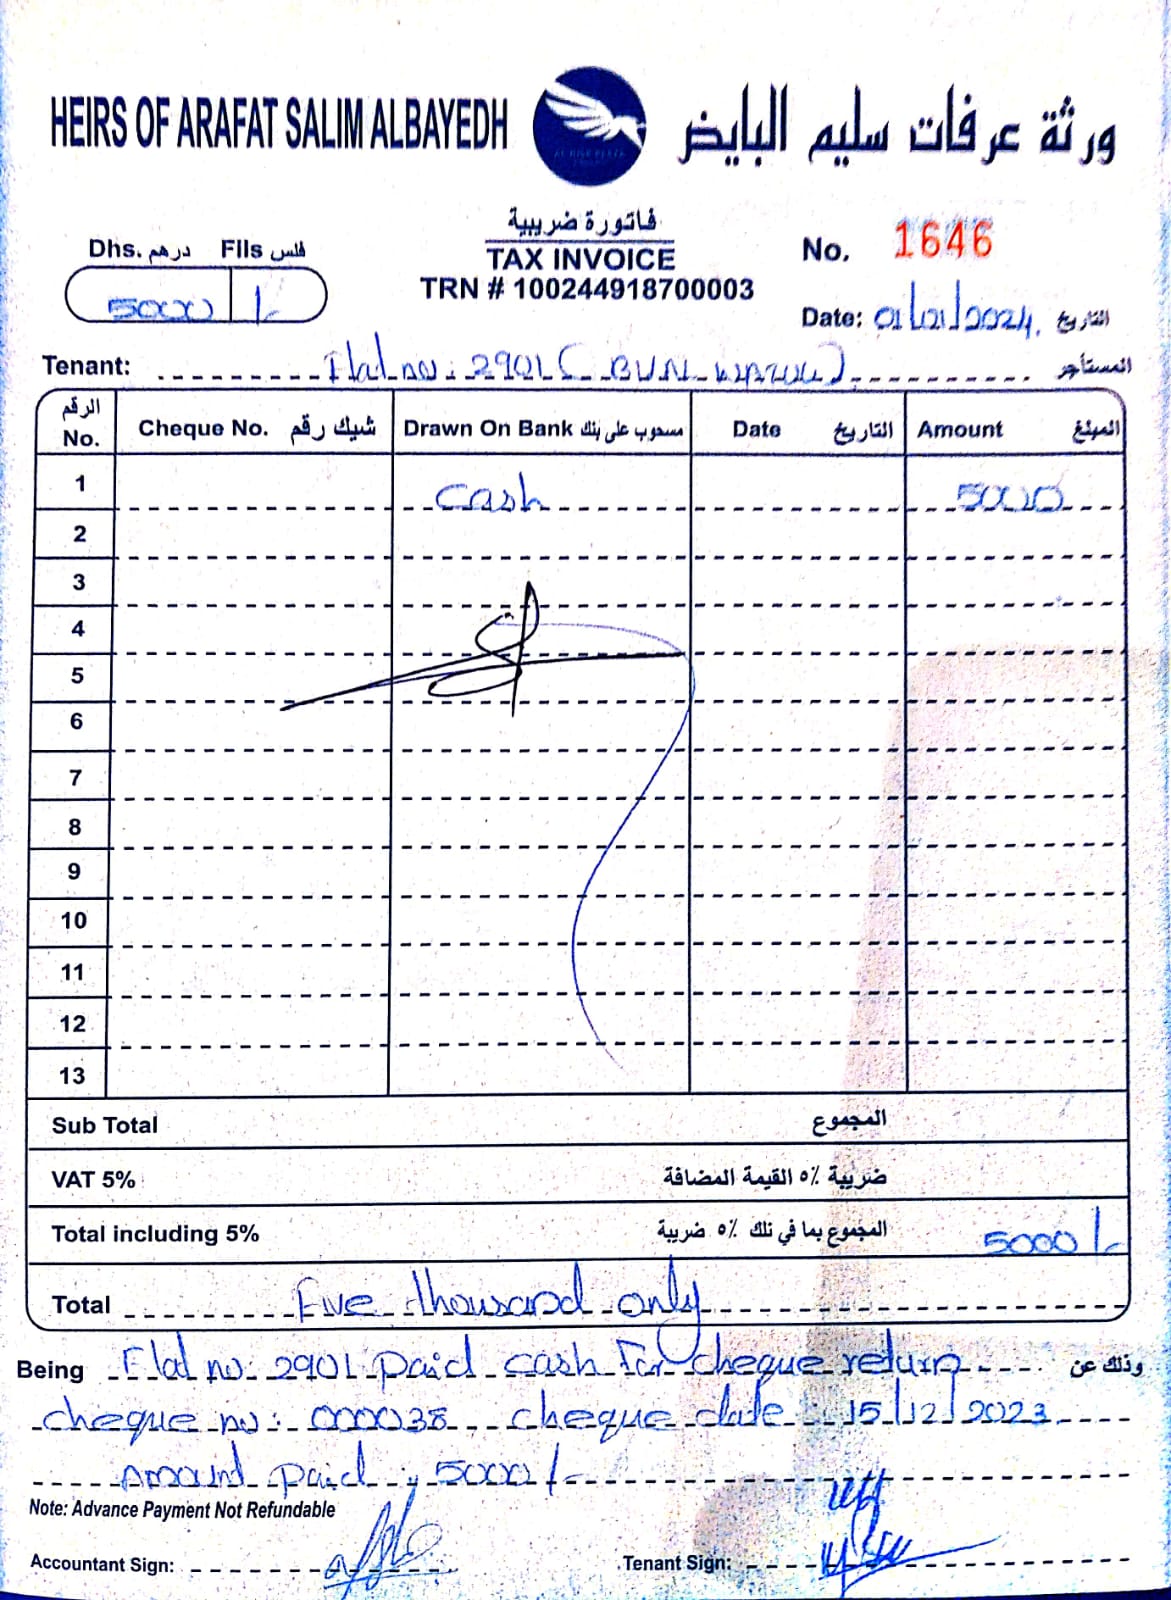 HEIRS OF ARAFAT SALIM ALBAYEDH
ورثة عرفات سليم البايض
فاتورة ضريبية
TAX INVOICE
TRN # 100244918700003
Dhs. درهم Flls فلس
5000 /-
No. 1646
Date: 01/01/2024. التاريخ
Tenant: Flat no: 2901 المستأجر
الرقم No. Cheque No. شيك رقم Drawn On Bank مسحوب على بنك Date التاريخ Amount المبلغ
1 cash 5000
2
3
4
5
6
7
8
9
10
11
12
13
Sub Total المجموع
VAT 5% ضريبة ٥٪ القيمة المضافة
Total including 5% المجموع بما في تلك ٥٪ ضريبة 5000/-
Total Five thousand only
Being Flat no: 2901 paid cash for cheque return وذلك عن
cheque no: 000038 cheque date: 15/12/2023
Amount paid: 5000/-
Note: Advance Payment Not Refundable
Accountant Sign: Tenant Sign: